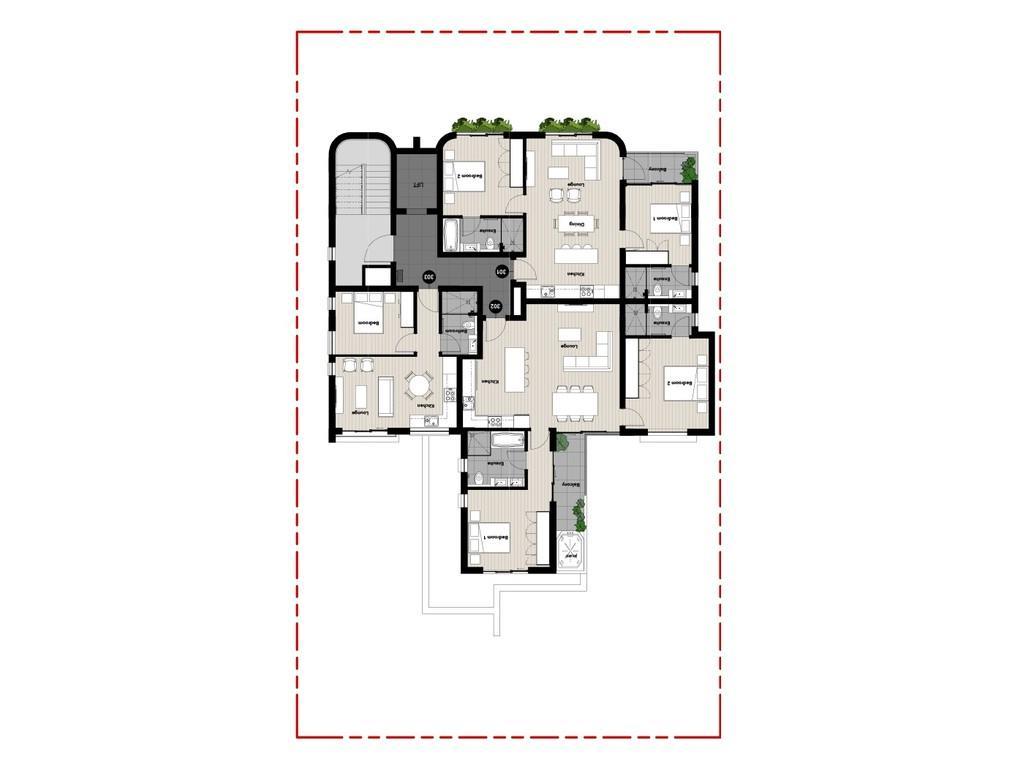 Bedroom 2
Lounge
Balcony
LIFT
Bedroom 1
Dining
Ensuite
Kitchen
301
303
Ensuite
302
Bedroom
Bathroom
Ensuite
Lounge
Kitchen
Bedroom 2
Kitchen
Lounge
Ensuite
Balcony
Bedroom 1